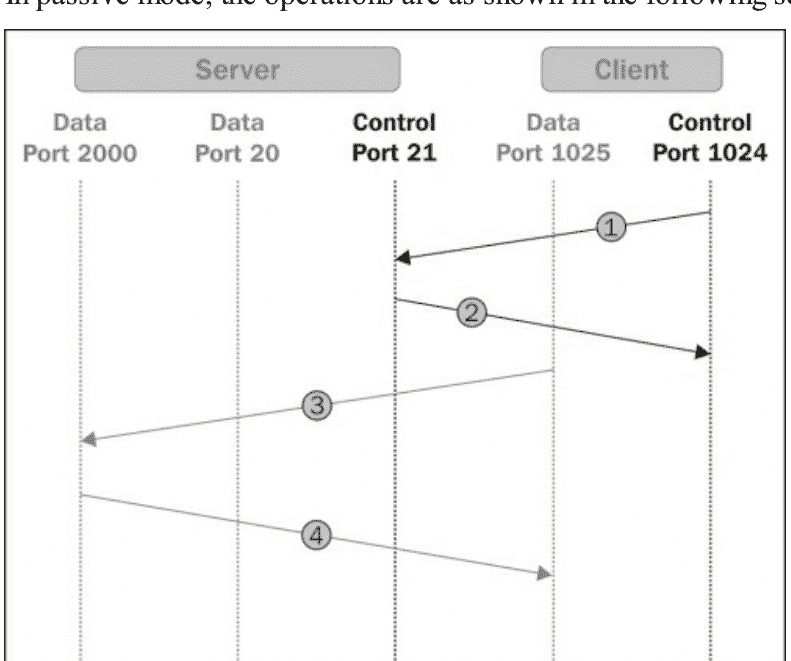 In passive mode, the operations are as shown in the following
Server Client
Data Data Control Data Control
Port 2000 Port 20 Port 21 Port 1025 Port 1024
1
2
3
4